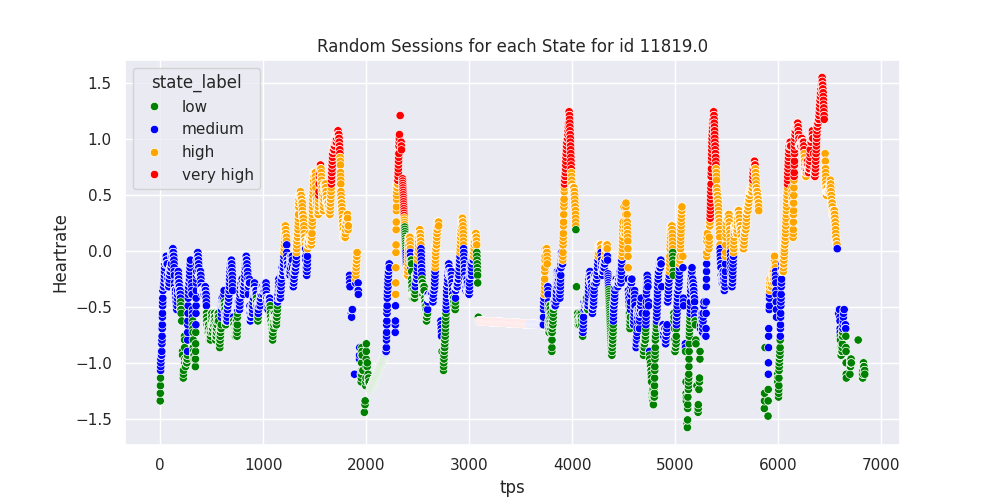 Random Sessions for each State for id 11819.0
state_label
low
medium
high
very high
1.5
1.0
0.5
0.0
−0.5
−1.0
−1.5
Heartrate
0 1000 2000 3000 4000 5000 6000 7000
tps